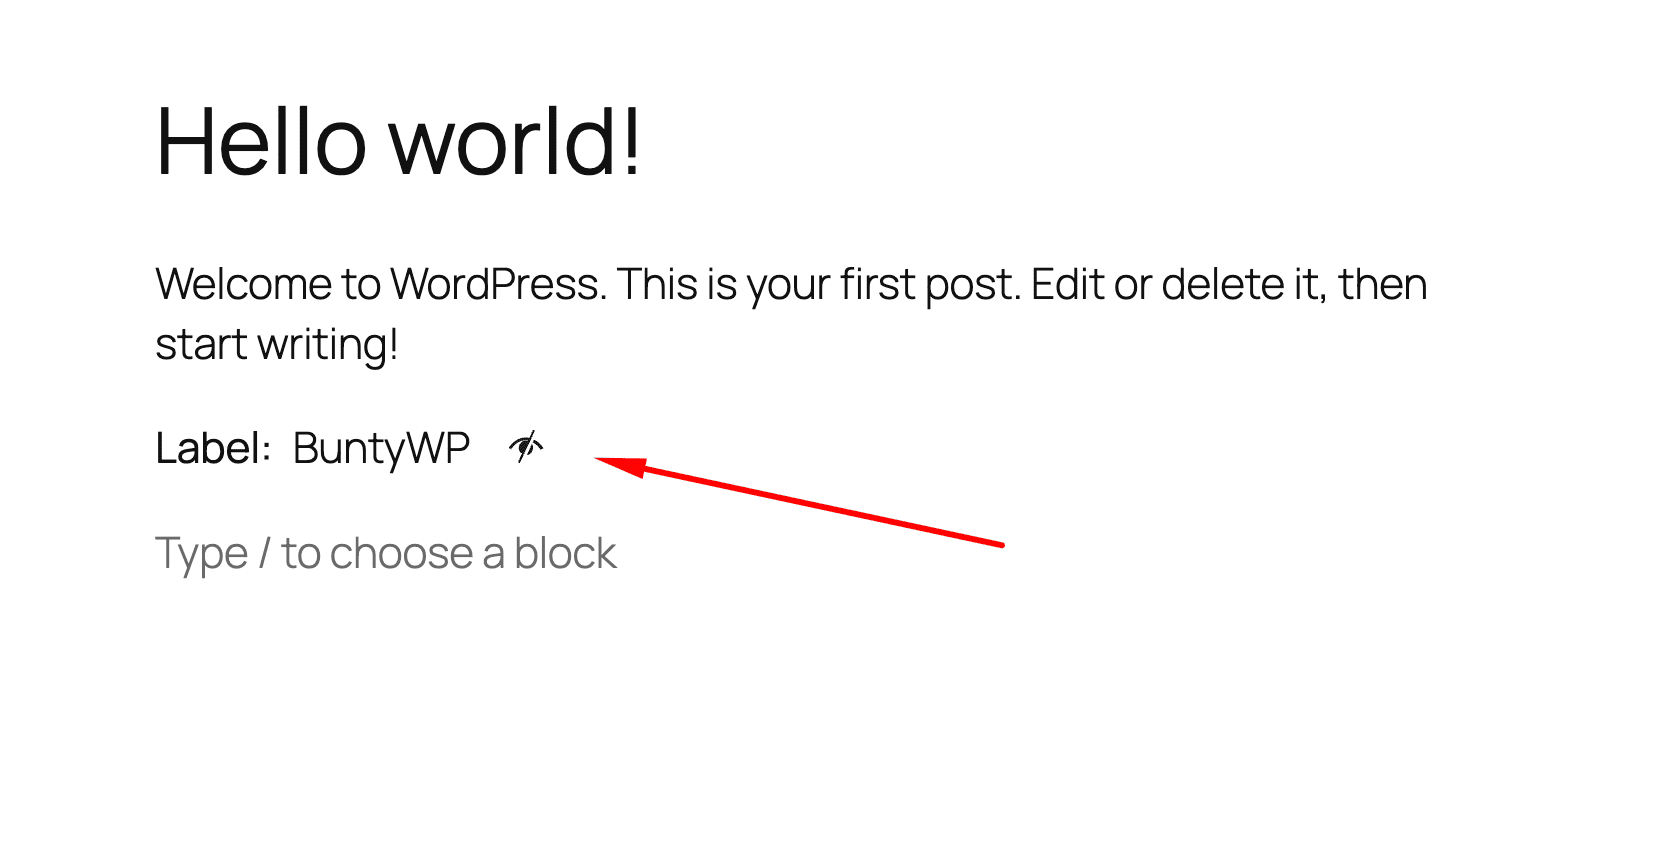 Hello world!
Welcome to WordPress. This is your first post. Edit or delete it, then
start writing!
Label: BuntyWP
Type / to choose a block